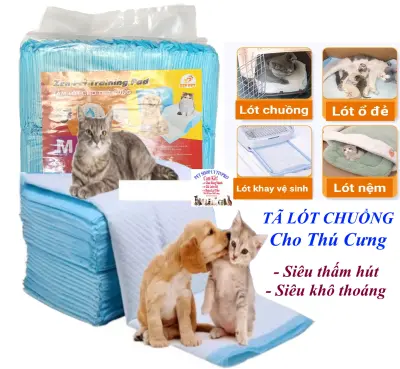 Training Pad
M
Lót chuồng
Lót ổ đẻ
Lót khay vệ sinh
Lót nệm
TÃ LÓT CHUỒNG
Cho Thú Cưng
- Siêu thấm hút
- Siêu khô thoáng